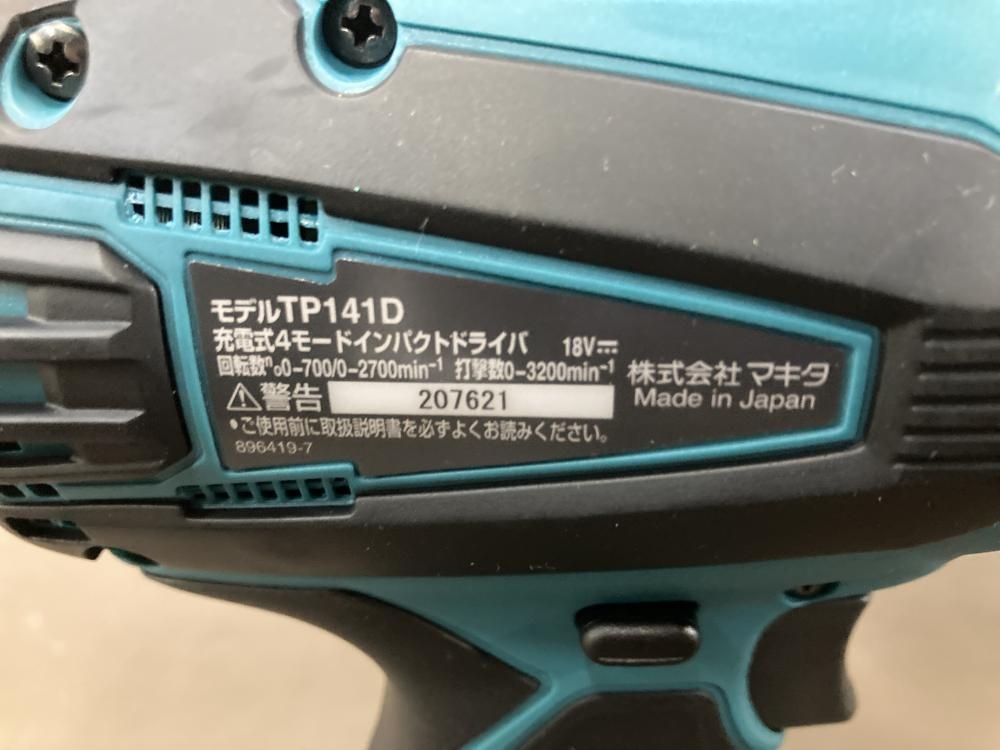 モデルTP141D
充電式4モードインパクトドライバ 18V⎓
回転数n₀0-700/0-2700min⁻¹ 打撃数0-3200min⁻¹
⚠警告 207621
•ご使用前に取扱説明書を必ずよくお読みください。
896419-7
株式会社 マキタ
Made in Japan